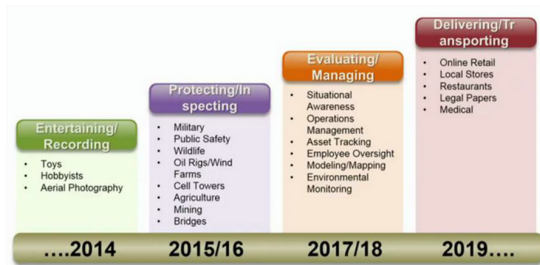 Entertaining/
Recording
Toys
Hobbyists
Aerial Photography
Protecting/In
specting
Military
Public Safety
Wildlife
Oil Rigs/Wind
Farms
Cell Towers
Agriculture
Mining
Bridges
Evaluating/
Managing
Situational
Awareness
Operations
Management
Asset Tracking
Employee Oversight
Modeling/Mapping
Environmental
Monitoring
Delivering/Tr
ansporting
Online Retail
Local Stores
Restaurants
Legal Papers
Medical
....2014
2015/16
2017/18
2019....